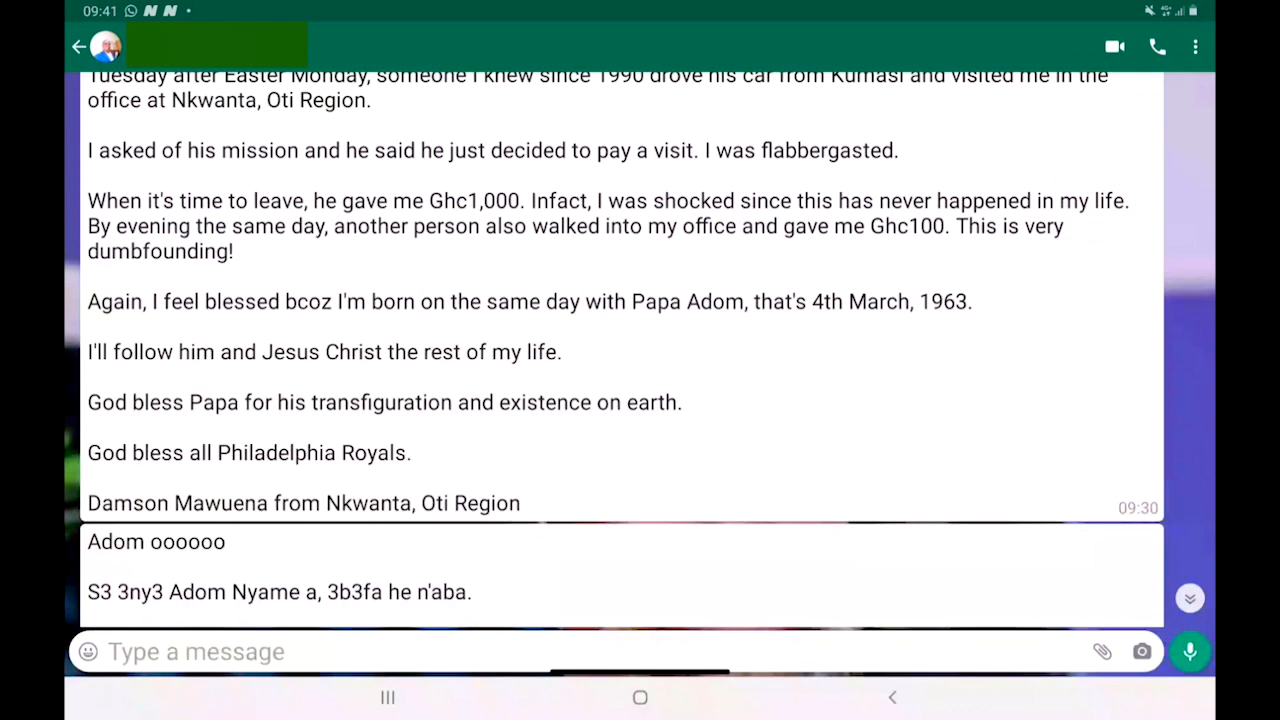 09:41
Tuesday after Easter Monday, someone I knew since 1990 drove his car from Kumasi and visited me in the
office at Nkwanta, Oti Region.
I asked of his mission and he said he just decided to pay a visit. I was flabbergasted.
When it's time to leave, he gave me Ghc1,000. Infact, I was shocked since this has never happened in my life.
By evening the same day, another person also walked into my office and gave me Ghc100. This is very
dumbfounding!
Again, I feel blessed bcoz I'm born on the same day with Papa Adom, that's 4th March, 1963.
I'll follow him and Jesus Christ the rest of my life.
God bless Papa for his transfiguration and existence on earth.
God bless all Philadelphia Royals.
Damson Mawuena from Nkwanta, Oti Region
09:30
Adom oooooo
S3 3ny3 Adom Nyame a, 3b3fa he n'aba.
Type a message